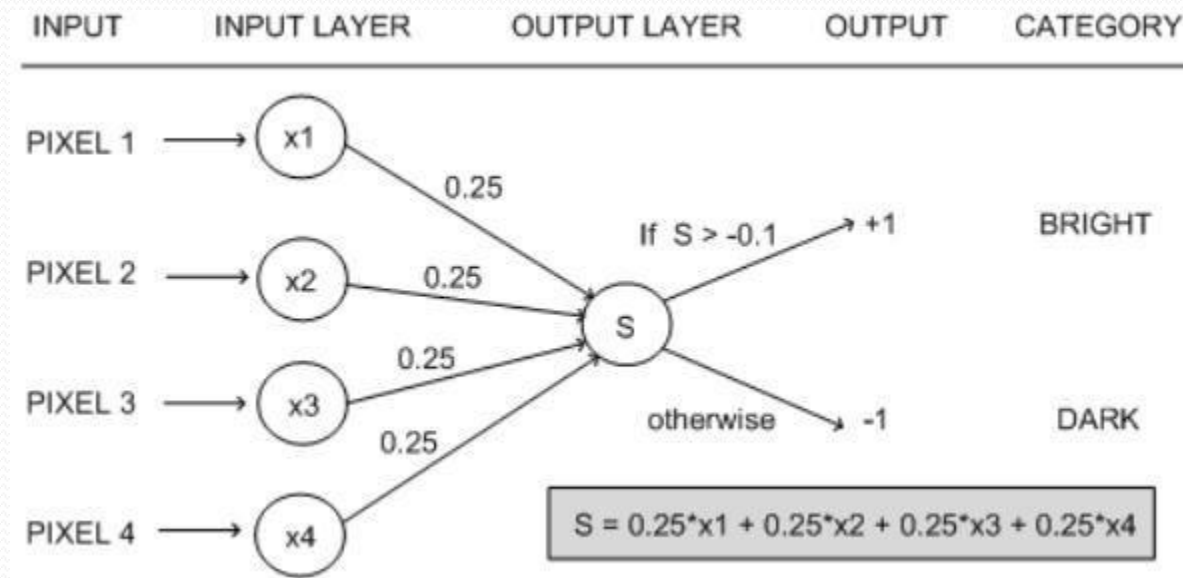 INPUT INPUT LAYER OUTPUT LAYER OUTPUT CATEGORY
PIXEL 1 x1
0.25
If S > -0.1 +1 BRIGHT
PIXEL 2 x2 0.25
S
0.25
PIXEL 3 x3
otherwise -1 DARK
0.25
PIXEL 4 x4
S = 0.25*x1 + 0.25*x2 + 0.25*x3 + 0.25*x4